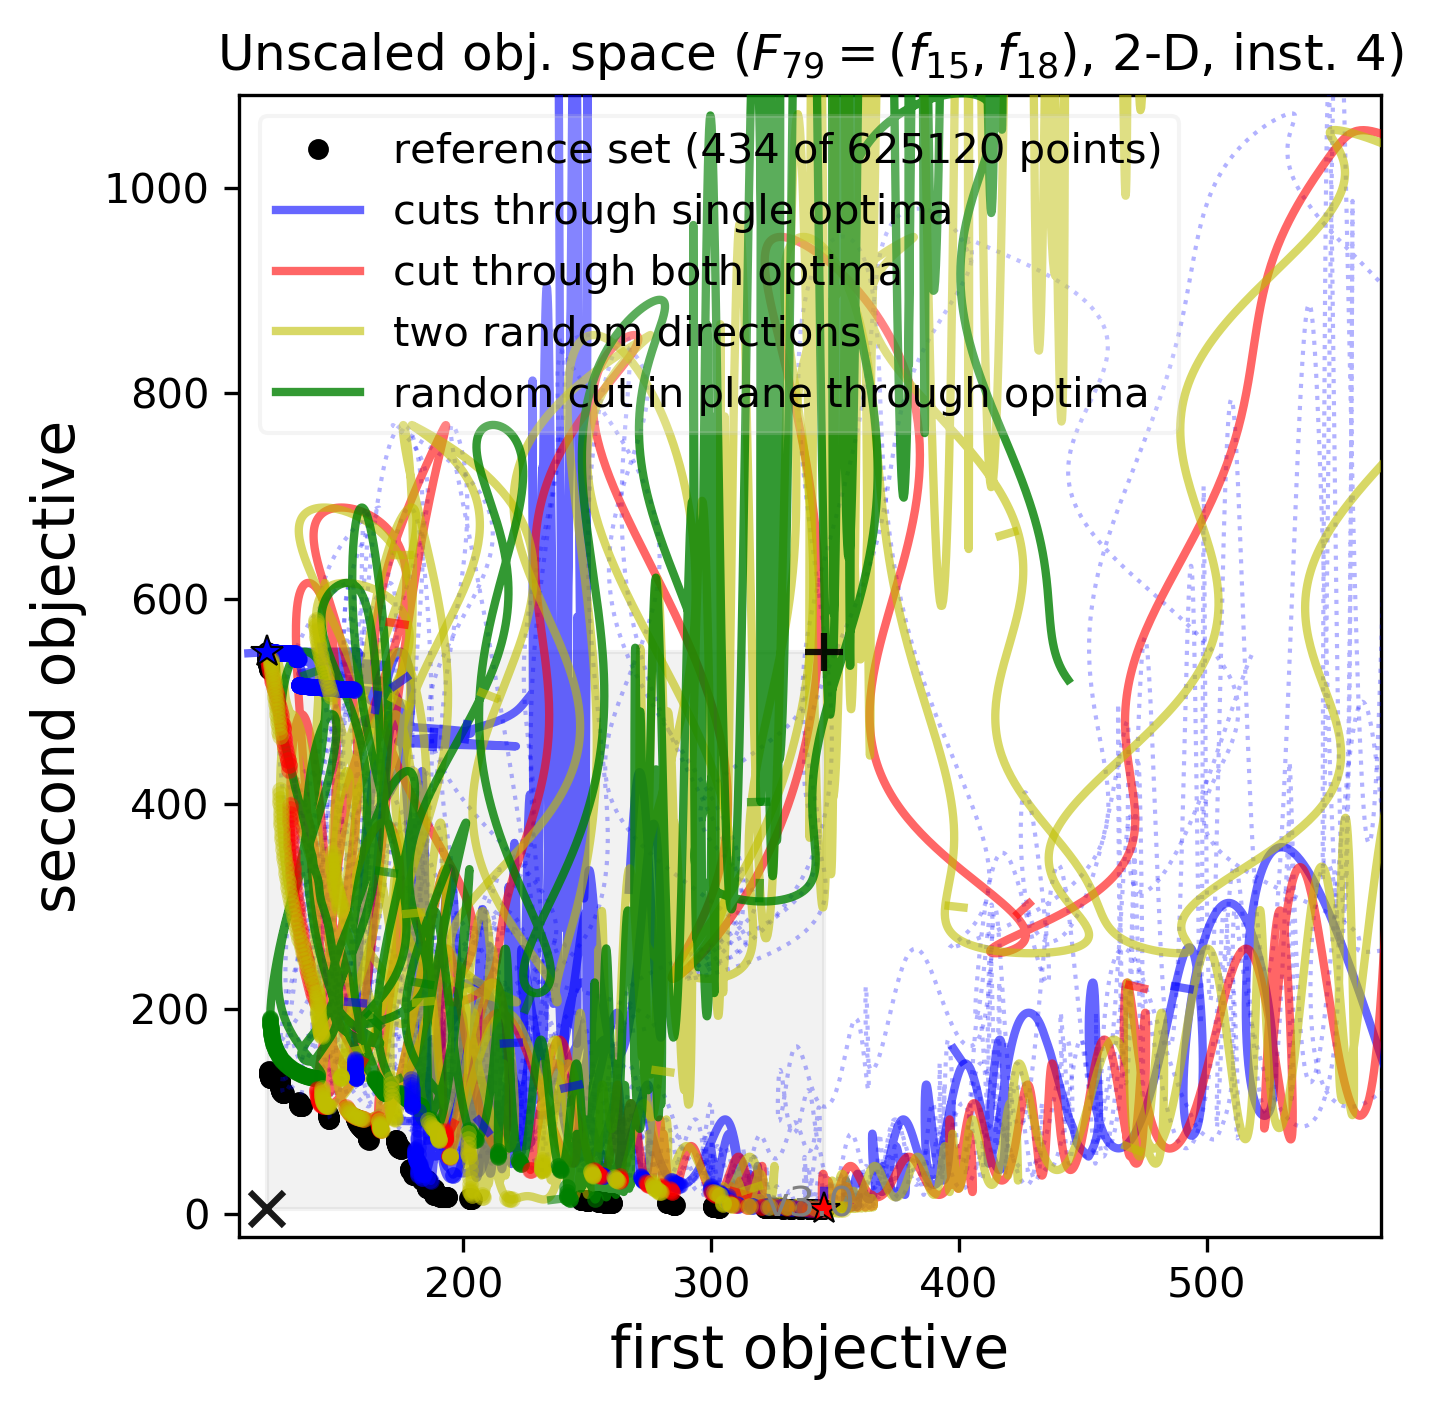 Unscaled obj. space (F₇₉ = (f₁₅, f₁₈), 2-D, inst. 4)
reference set (434 of 625120 points)
cuts through single optima
cut through both optima
two random directions
random cut in plane through optima
second objective
1000
800
600
400
200
0
200
300
400
500
first objective